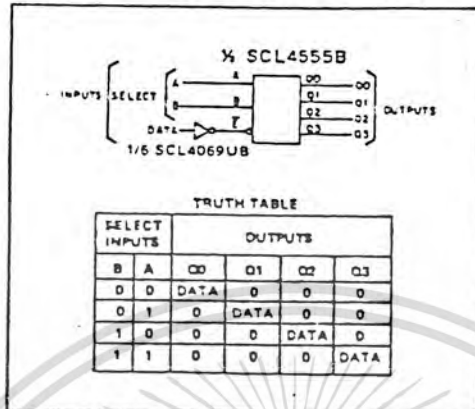 ½ SCL4555B
A A Q0 Q0
INPUTS SELECT Q1 Q1 OUTPUTS
B B Q2 Q2
DATA E Q3 Q3
1/6 SCL4069UB
TRUTH TABLE
SELECT INPUTS OUTPUTS
B A Q0 Q1 Q2 Q3
0 0 DATA 0 0 0
0 1 0 DATA 0 0
1 0 0 0 DATA 0
1 1 0 0 0 DATA